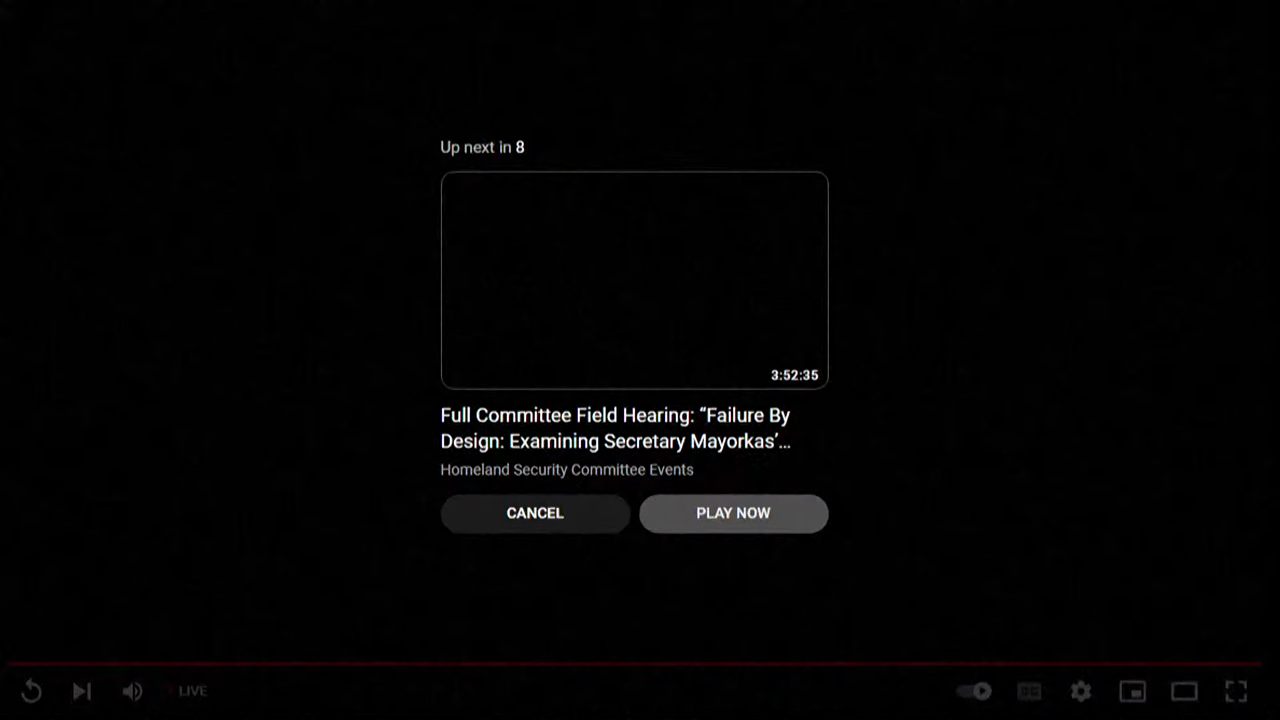 Up next in 8
3:52:35
Full Committee Field Hearing: “Failure By
Design: Examining Secretary Mayorkas’...
Homeland Security Committee Events
CANCEL
PLAY NOW
LIVE